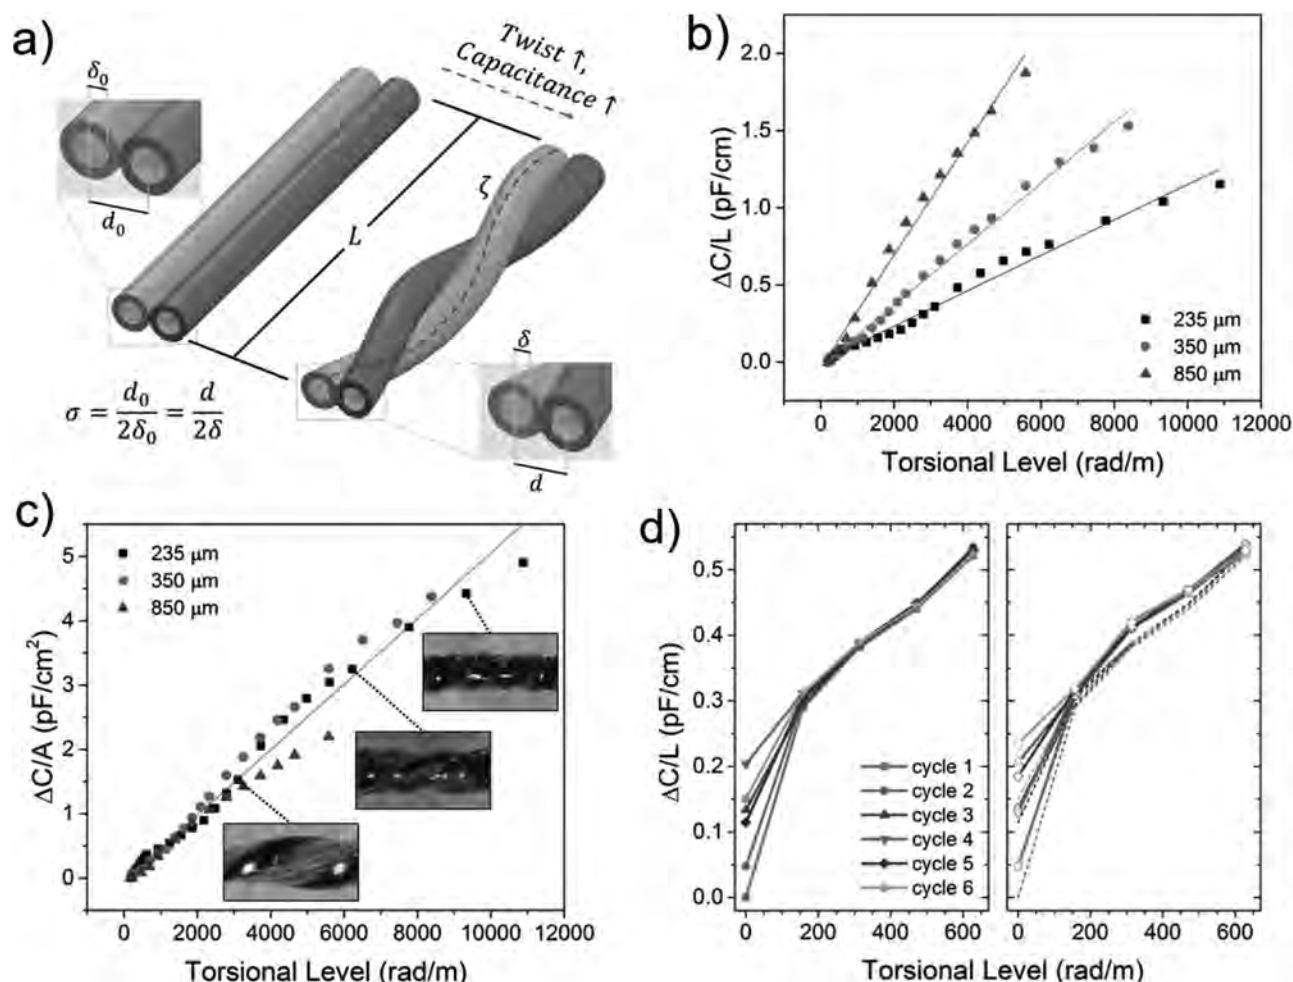 a)
δ₀
d₀
Twist ↑,
Capacitance ↑
ζ
L
δ
d
σ = d₀/2δ₀ = d/2δ
b)
2.0
1.5
1.0
0.5
0.0
ΔC/L (pF/cm)
235 μm
350 μm
850 μm
0 2000 4000 6000 8000 10000 12000
Torsional Level (rad/m)
c)
5
4
3
2
1
0
ΔC/A (pF/cm²)
235 μm
350 μm
850 μm
0 2000 4000 6000 8000 10000 12000
Torsional Level (rad/m)
d)
0.5
0.4
0.3
0.2
0.1
0.0
ΔC/L (pF/cm)
cycle 1
cycle 2
cycle 3
cycle 4
cycle 5
cycle 6
0 200 400 600
0 200 400 600
Torsional Level (rad/m)